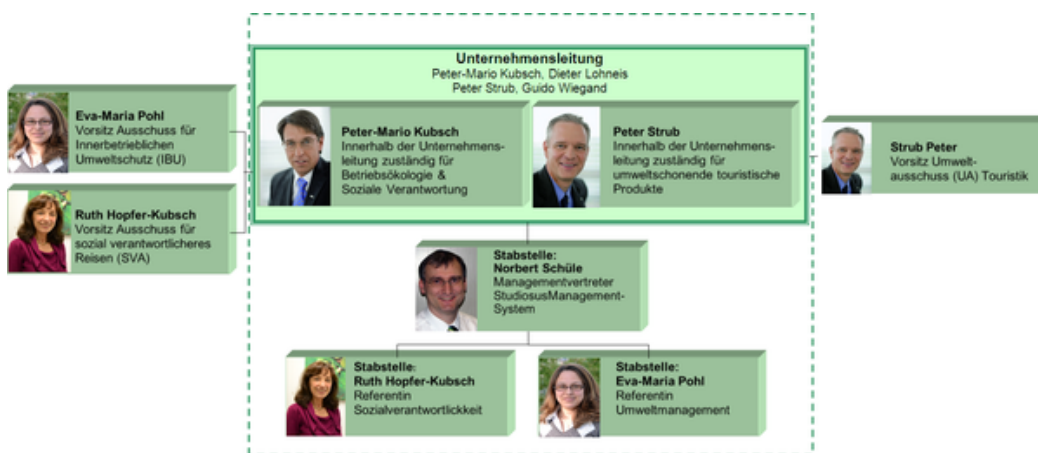 Unternehmensleitung
Peter-Mario Kubsch, Dieter Lohneis
Peter Strub, Guido Wiegand
Eva-Maria Pohl
Vorsitz Ausschuss für
Innerbetrieblichen
Umweltschutz (IBU)
Ruth Hopfer-Kubsch
Vorsitz Ausschuss für
sozial verantwortlicheres
Reisen (SVA)
Peter-Mario Kubsch
Innerhalb der Unternehmens-
leitung zuständig für
Betriebsökologie &
Soziale Verantwortung
Peter Strub
Innerhalb der Unternehmens-
leitung zuständig für
umweltschonende touristische
Produkte
Strub Peter
Vorsitz Umwelt-
ausschuss (UA) Touristik
Stabstelle:
Norbert Schüle
Managementvertreter
StudiosusManagement-
System
Stabstelle:
Ruth Hopfer-Kubsch
Referentin
Sozialverantwortlickkeit
Stabstelle:
Eva-Maria Pohl
Referentin
Umweltmanagement